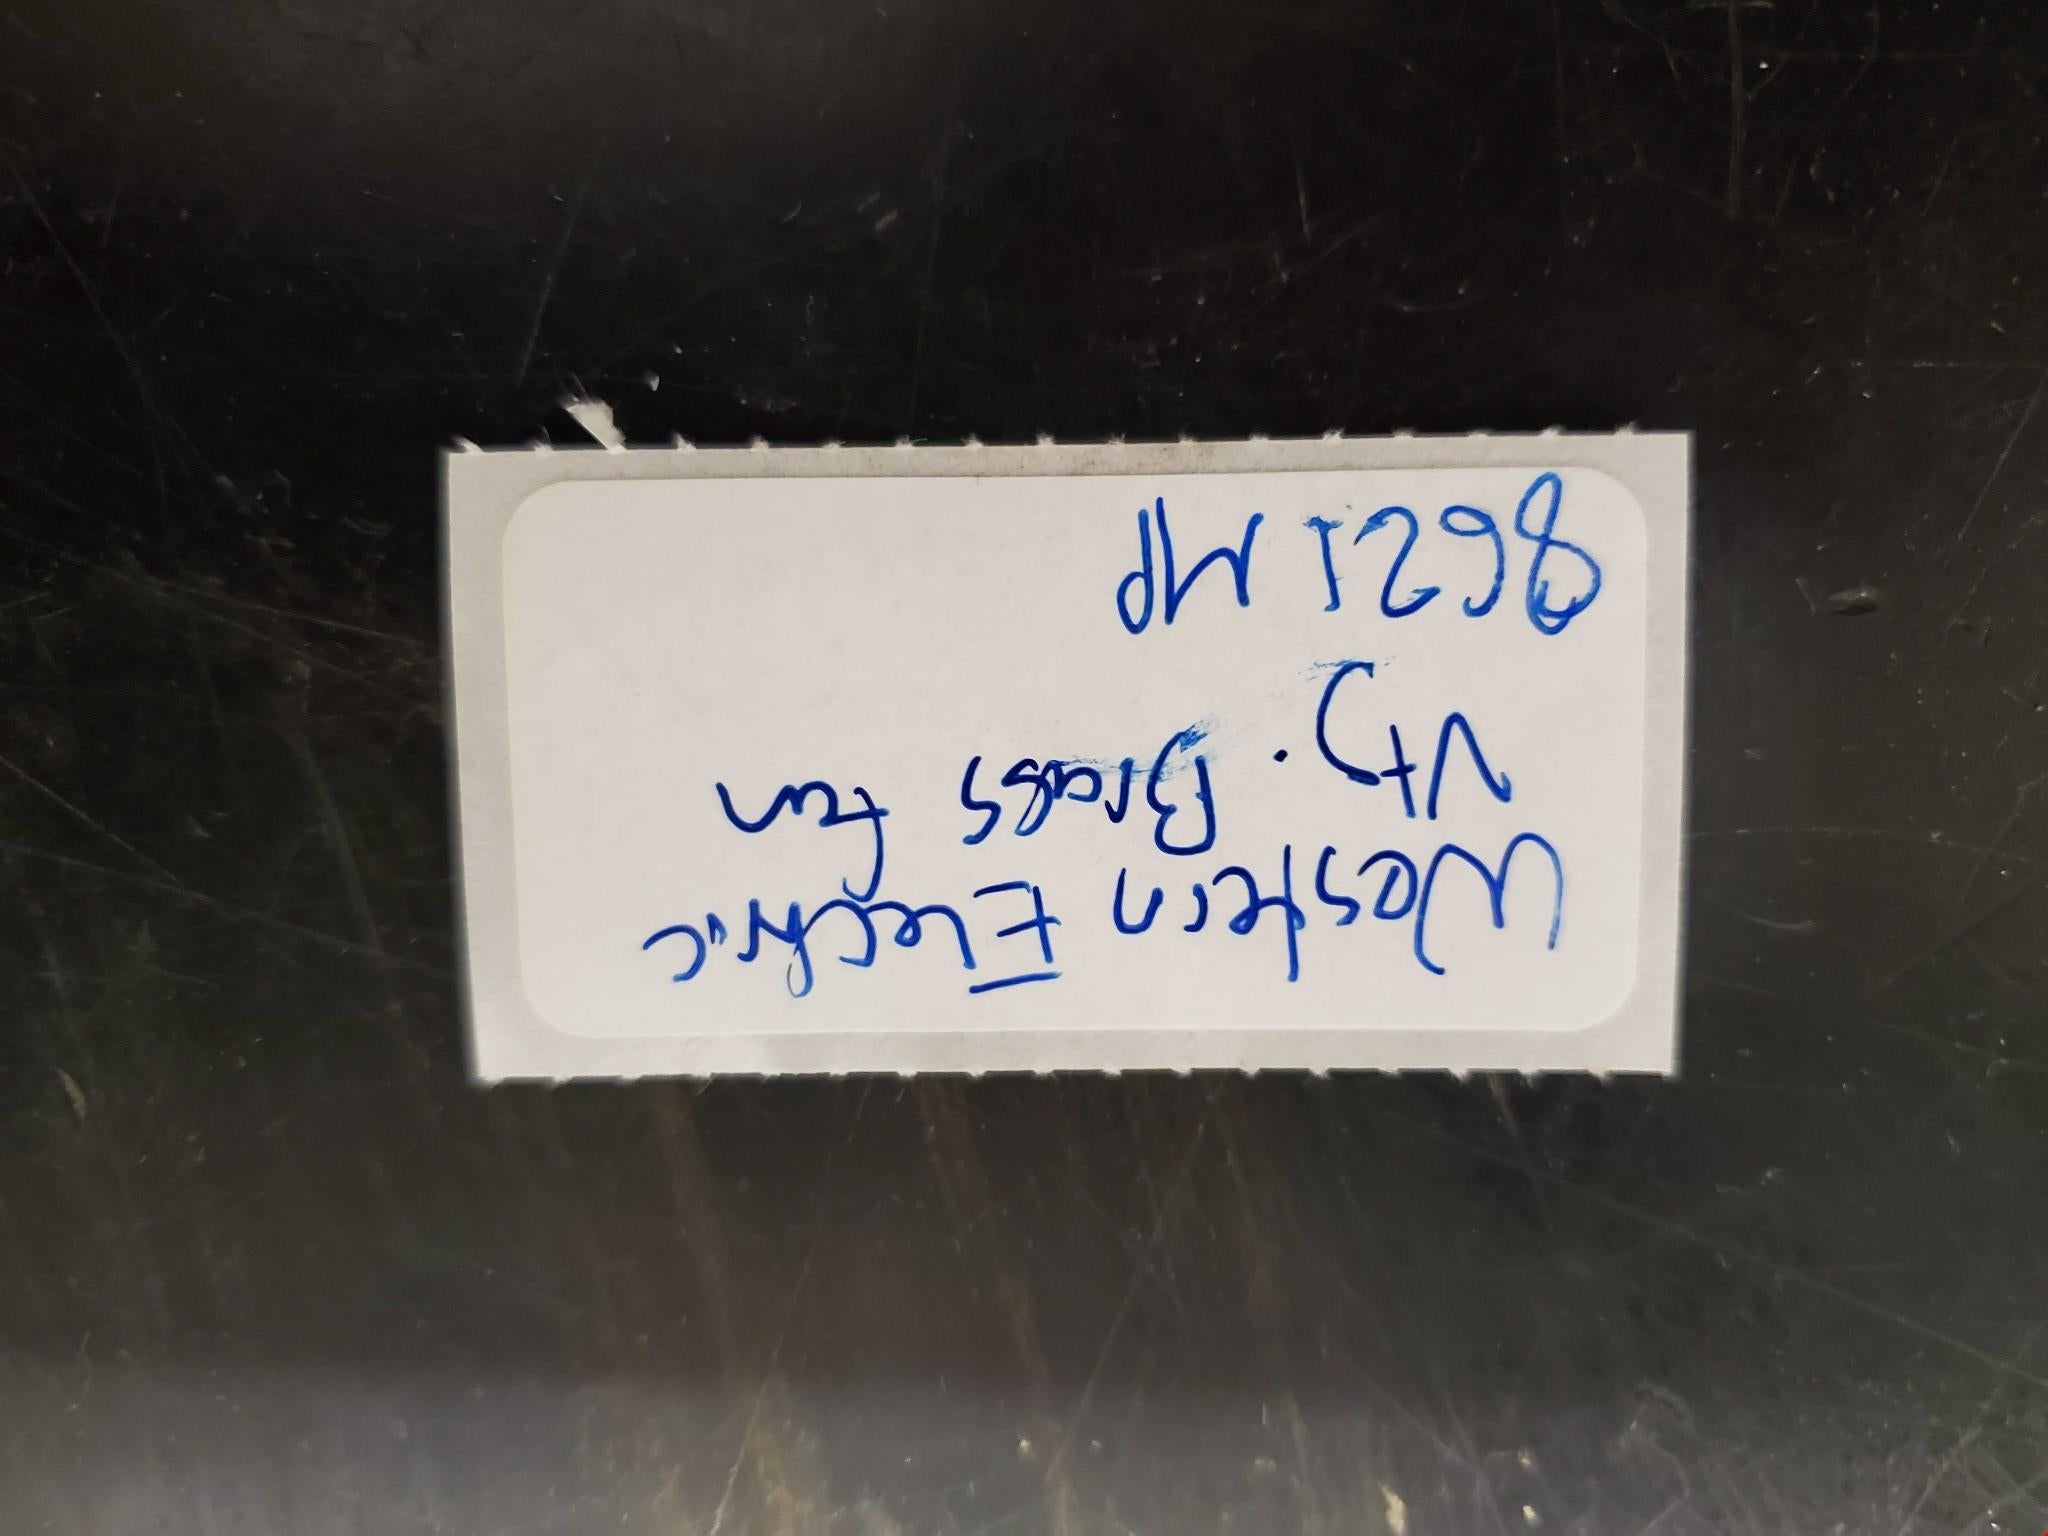 Western Electric
Vtg. Brass Fan
8621 MP